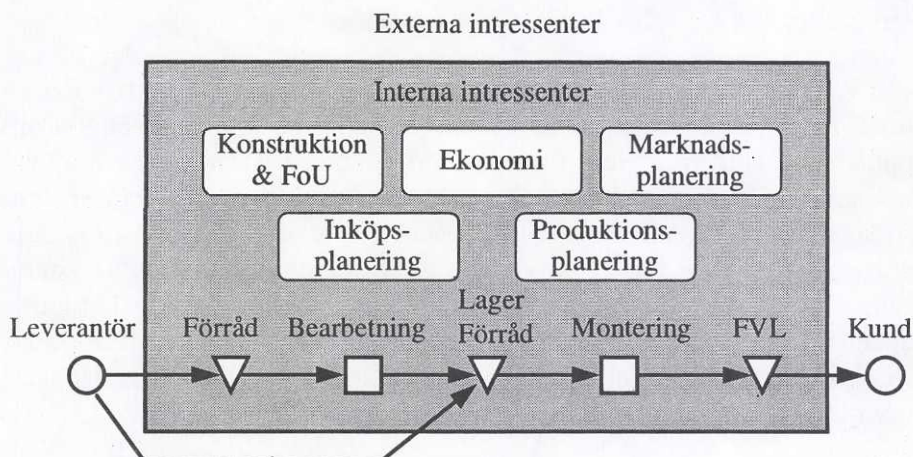 Externa intressenter
Interna intressenter
Konstruktion
& FoU
Ekonomi
Marknads-
planering
Inköps-
planering
Produktions-
planering
Leverantör
Förråd
Bearbetning
Lager
Förråd
Montering
FVL
Kund